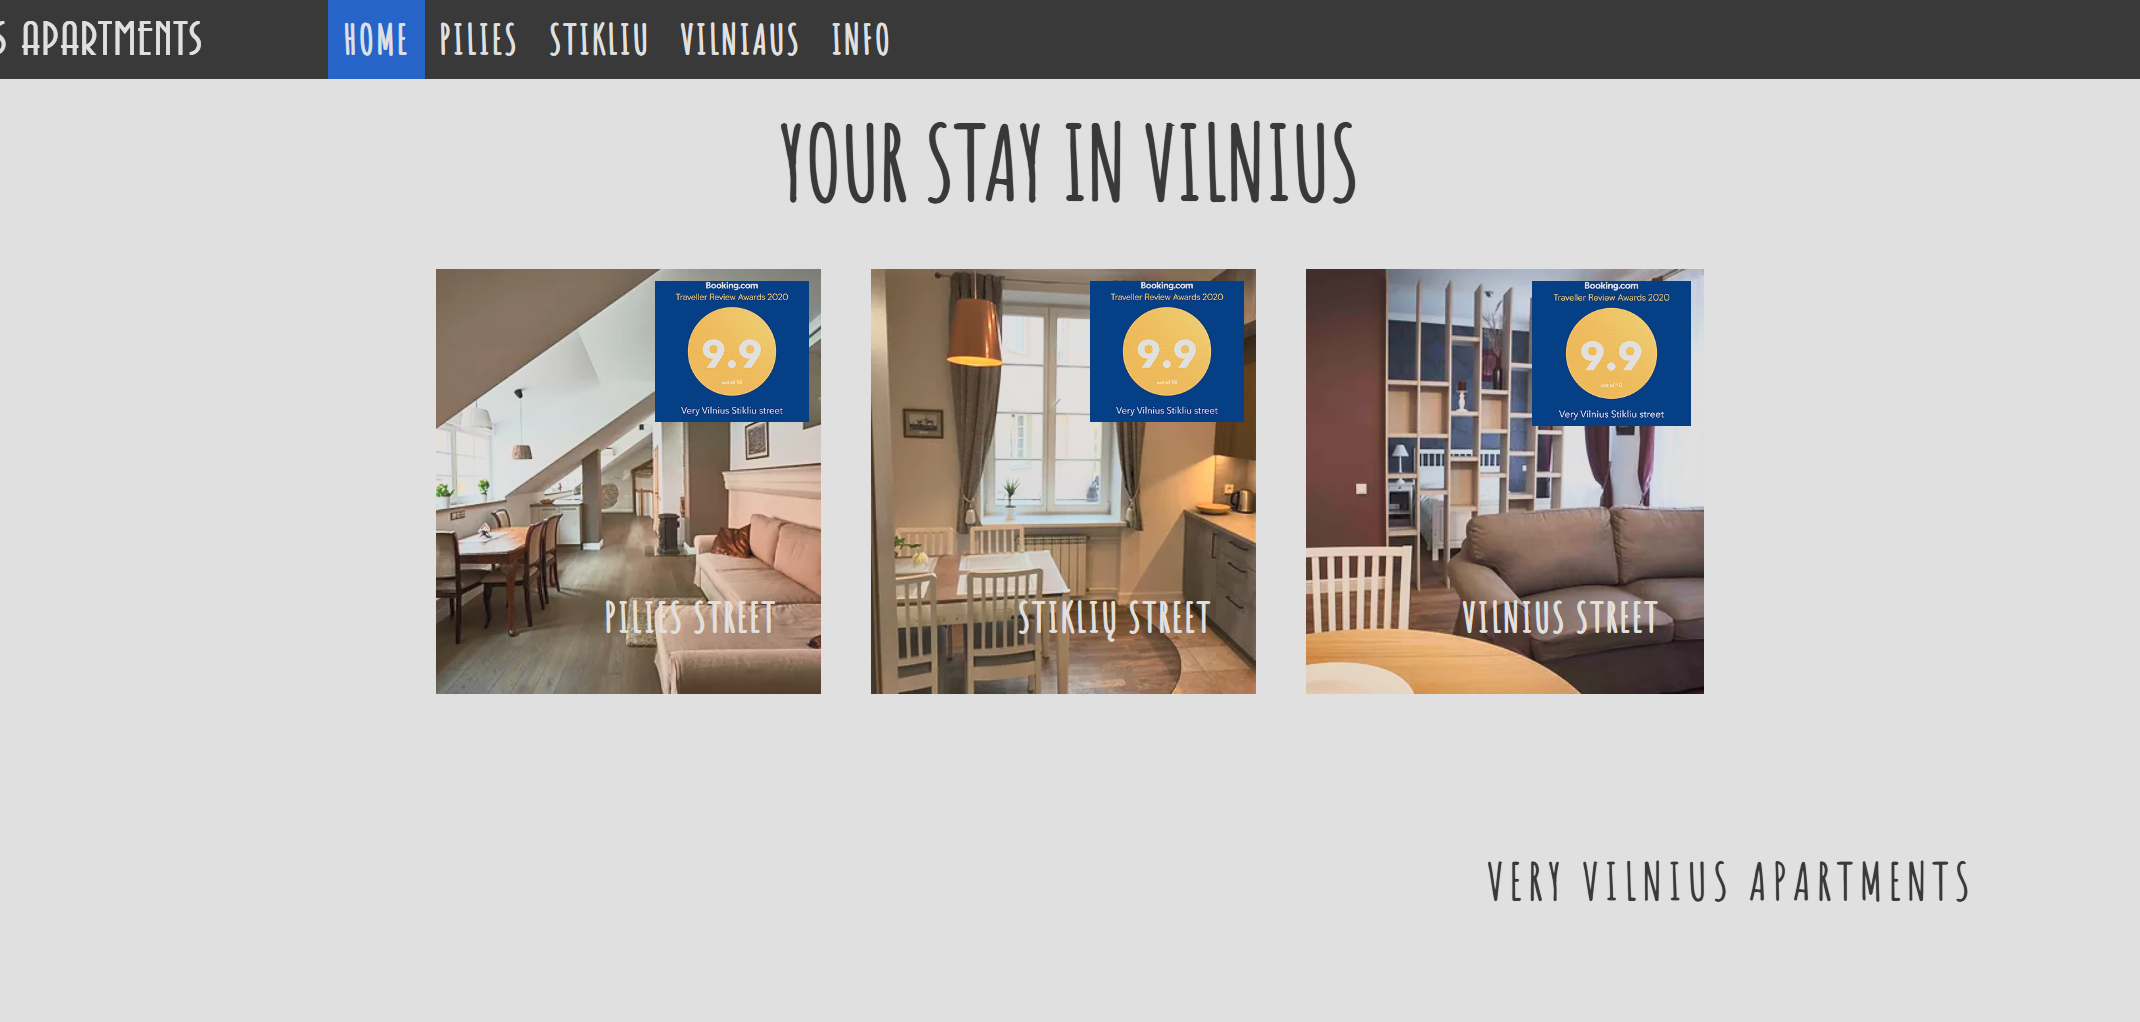 S APARTMENTS
HOME PILIES STIKLIU VILNIAUS INFO
YOUR STAY IN VILNIUS
Booking.com
Traveller Review Awards 2020
9.9
out of 10
Very Vilnius Stikliu street
PILIES STREET
Booking.com
Traveller Review Awards 2020
9.9
out of 10
Very Vilnius Stikliu street
STIKLIŲ STREET
Booking.com
Traveller Review Awards 2020
9.9
out of 10
Very Vilnius Stikliu street
VILNIUS STREET
VERY VILNIUS APARTMENTS